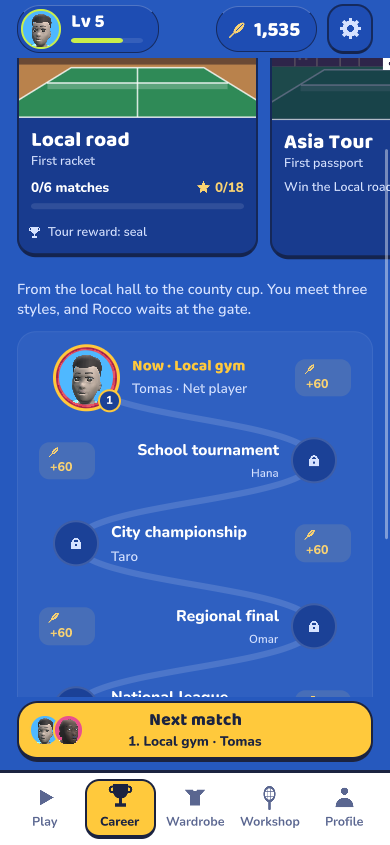 Lv 5
1,535
Local road
First racket
0/6 matches
0/18
Tour reward: seal
Asia Tour
First passport
Win the Local road
From the local hall to the county cup. You meet three
styles, and Rocco waits at the gate.
Now · Local gym
Tomas · Net player
+60
1
School tournament
Hana
+60
City championship
Taro
+60
Regional final
Omar
+60
National league
Next match
1. Local gym · Tomas
Play
Career
Wardrobe
Workshop
Profile